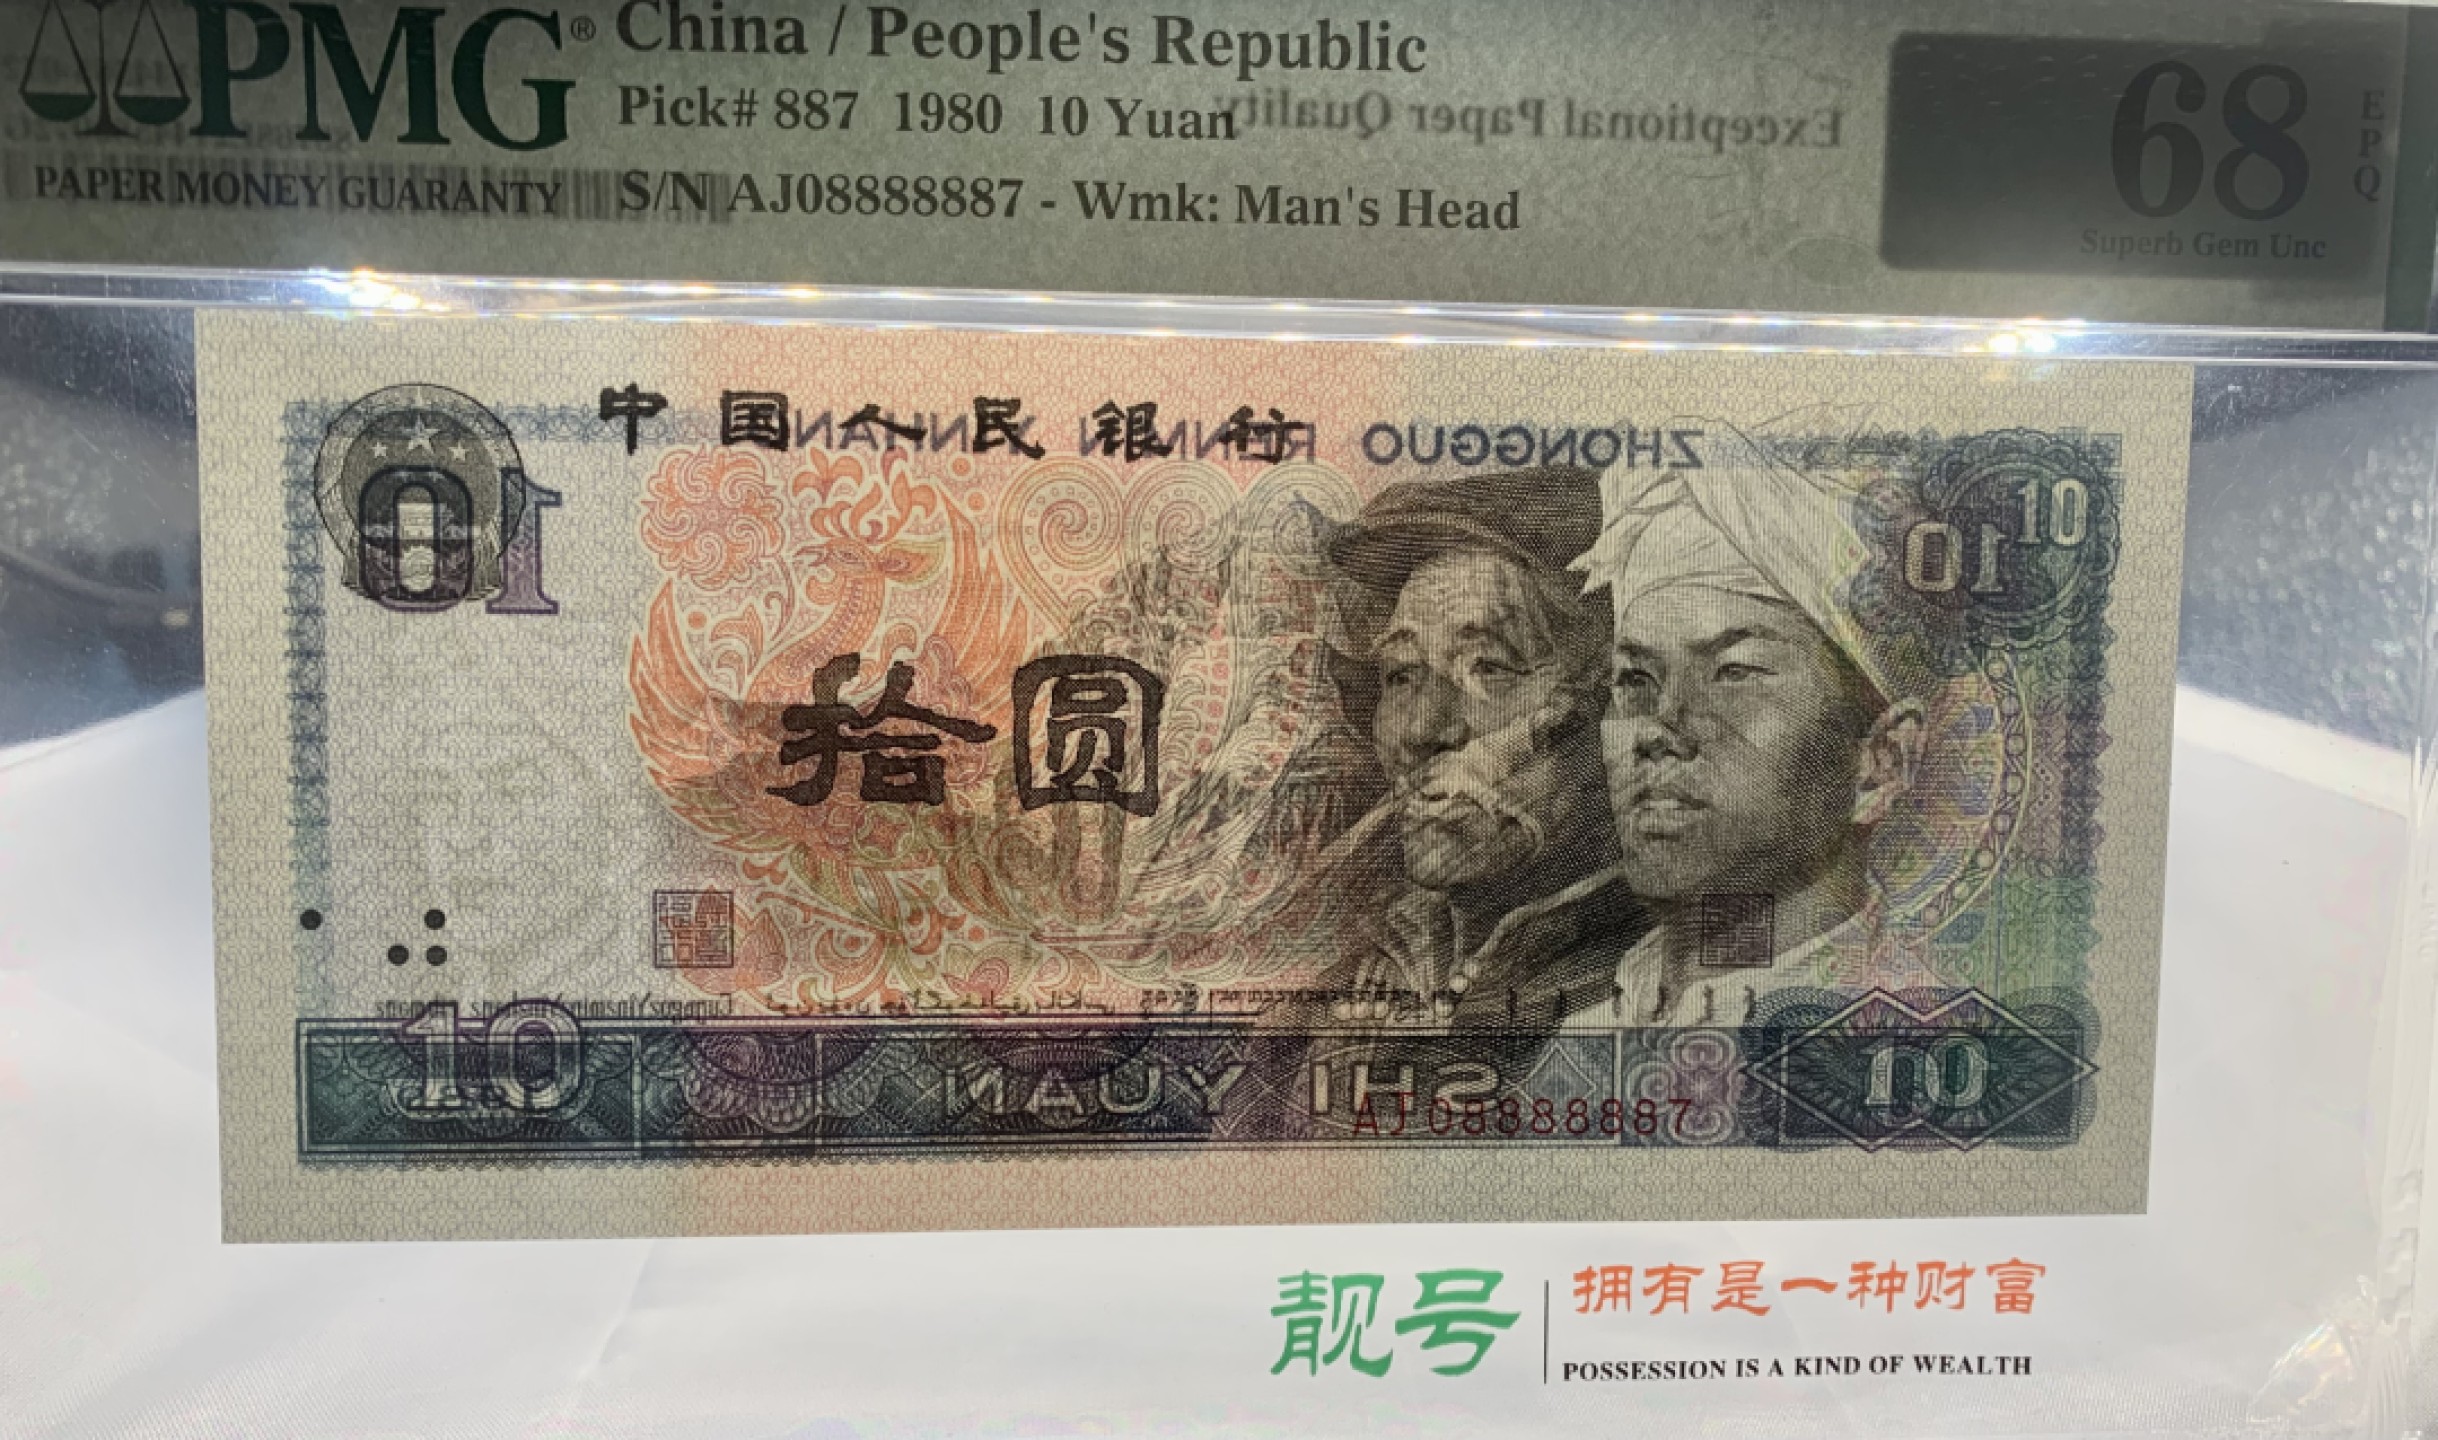 PMG® China / People's Republic
Pick# 887 1980 10 Yuan
Exceptional Paper Quality
PAPER MONEY GUARANTY
S/N AJ08888887 - Wmk: Man's Head
68
EPQ
Superb Gem Unc
中国人民银行
ZHONGGUO RENMIN YINHANG
10
10
10
拾圆
10
SHI YUAN
10
AJ08888887
靓号
拥有是一种财富
POSSESSION IS A KIND OF WEALTH